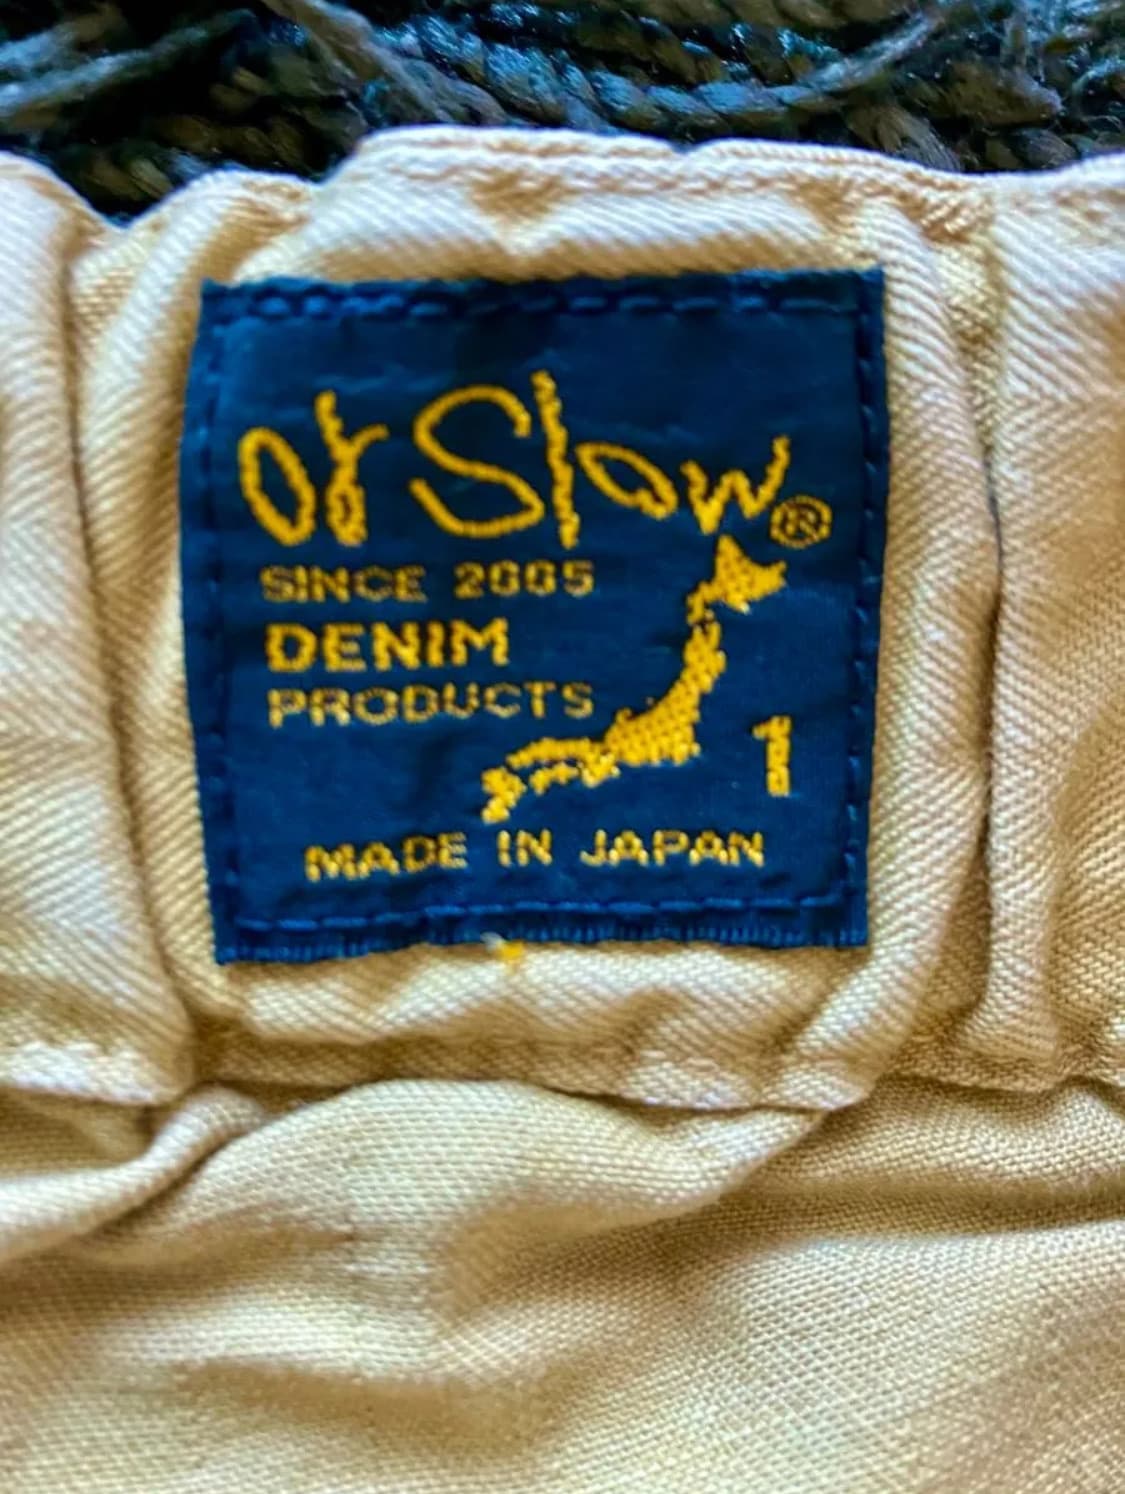 orSlow®
SINCE 2005
DENIM
PRODUCTS
1
MADE IN JAPAN